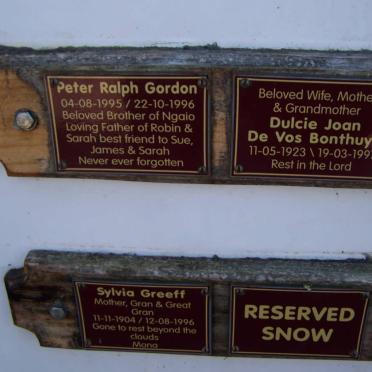 Peter Ralph Gordon
04-08-1995 / 22-10-1996
Beloved Brother of Ngaio
Loving Father of Robin &
Sarah best friend to Sue,
James & Sarah
Never ever forgotten
Beloved Wife, Mothe
& Grandmother
Dulcie Joan
De Vos Bonthuy
11-05-1923 \ 19-03-199
Rest in the Lord
Sylvia Greeff
Mother, Gran & Great
Gran
11-11-1904 / 12-08-1996
Gone to rest beyond the
clouds
Mona
RESERVED
SNOW